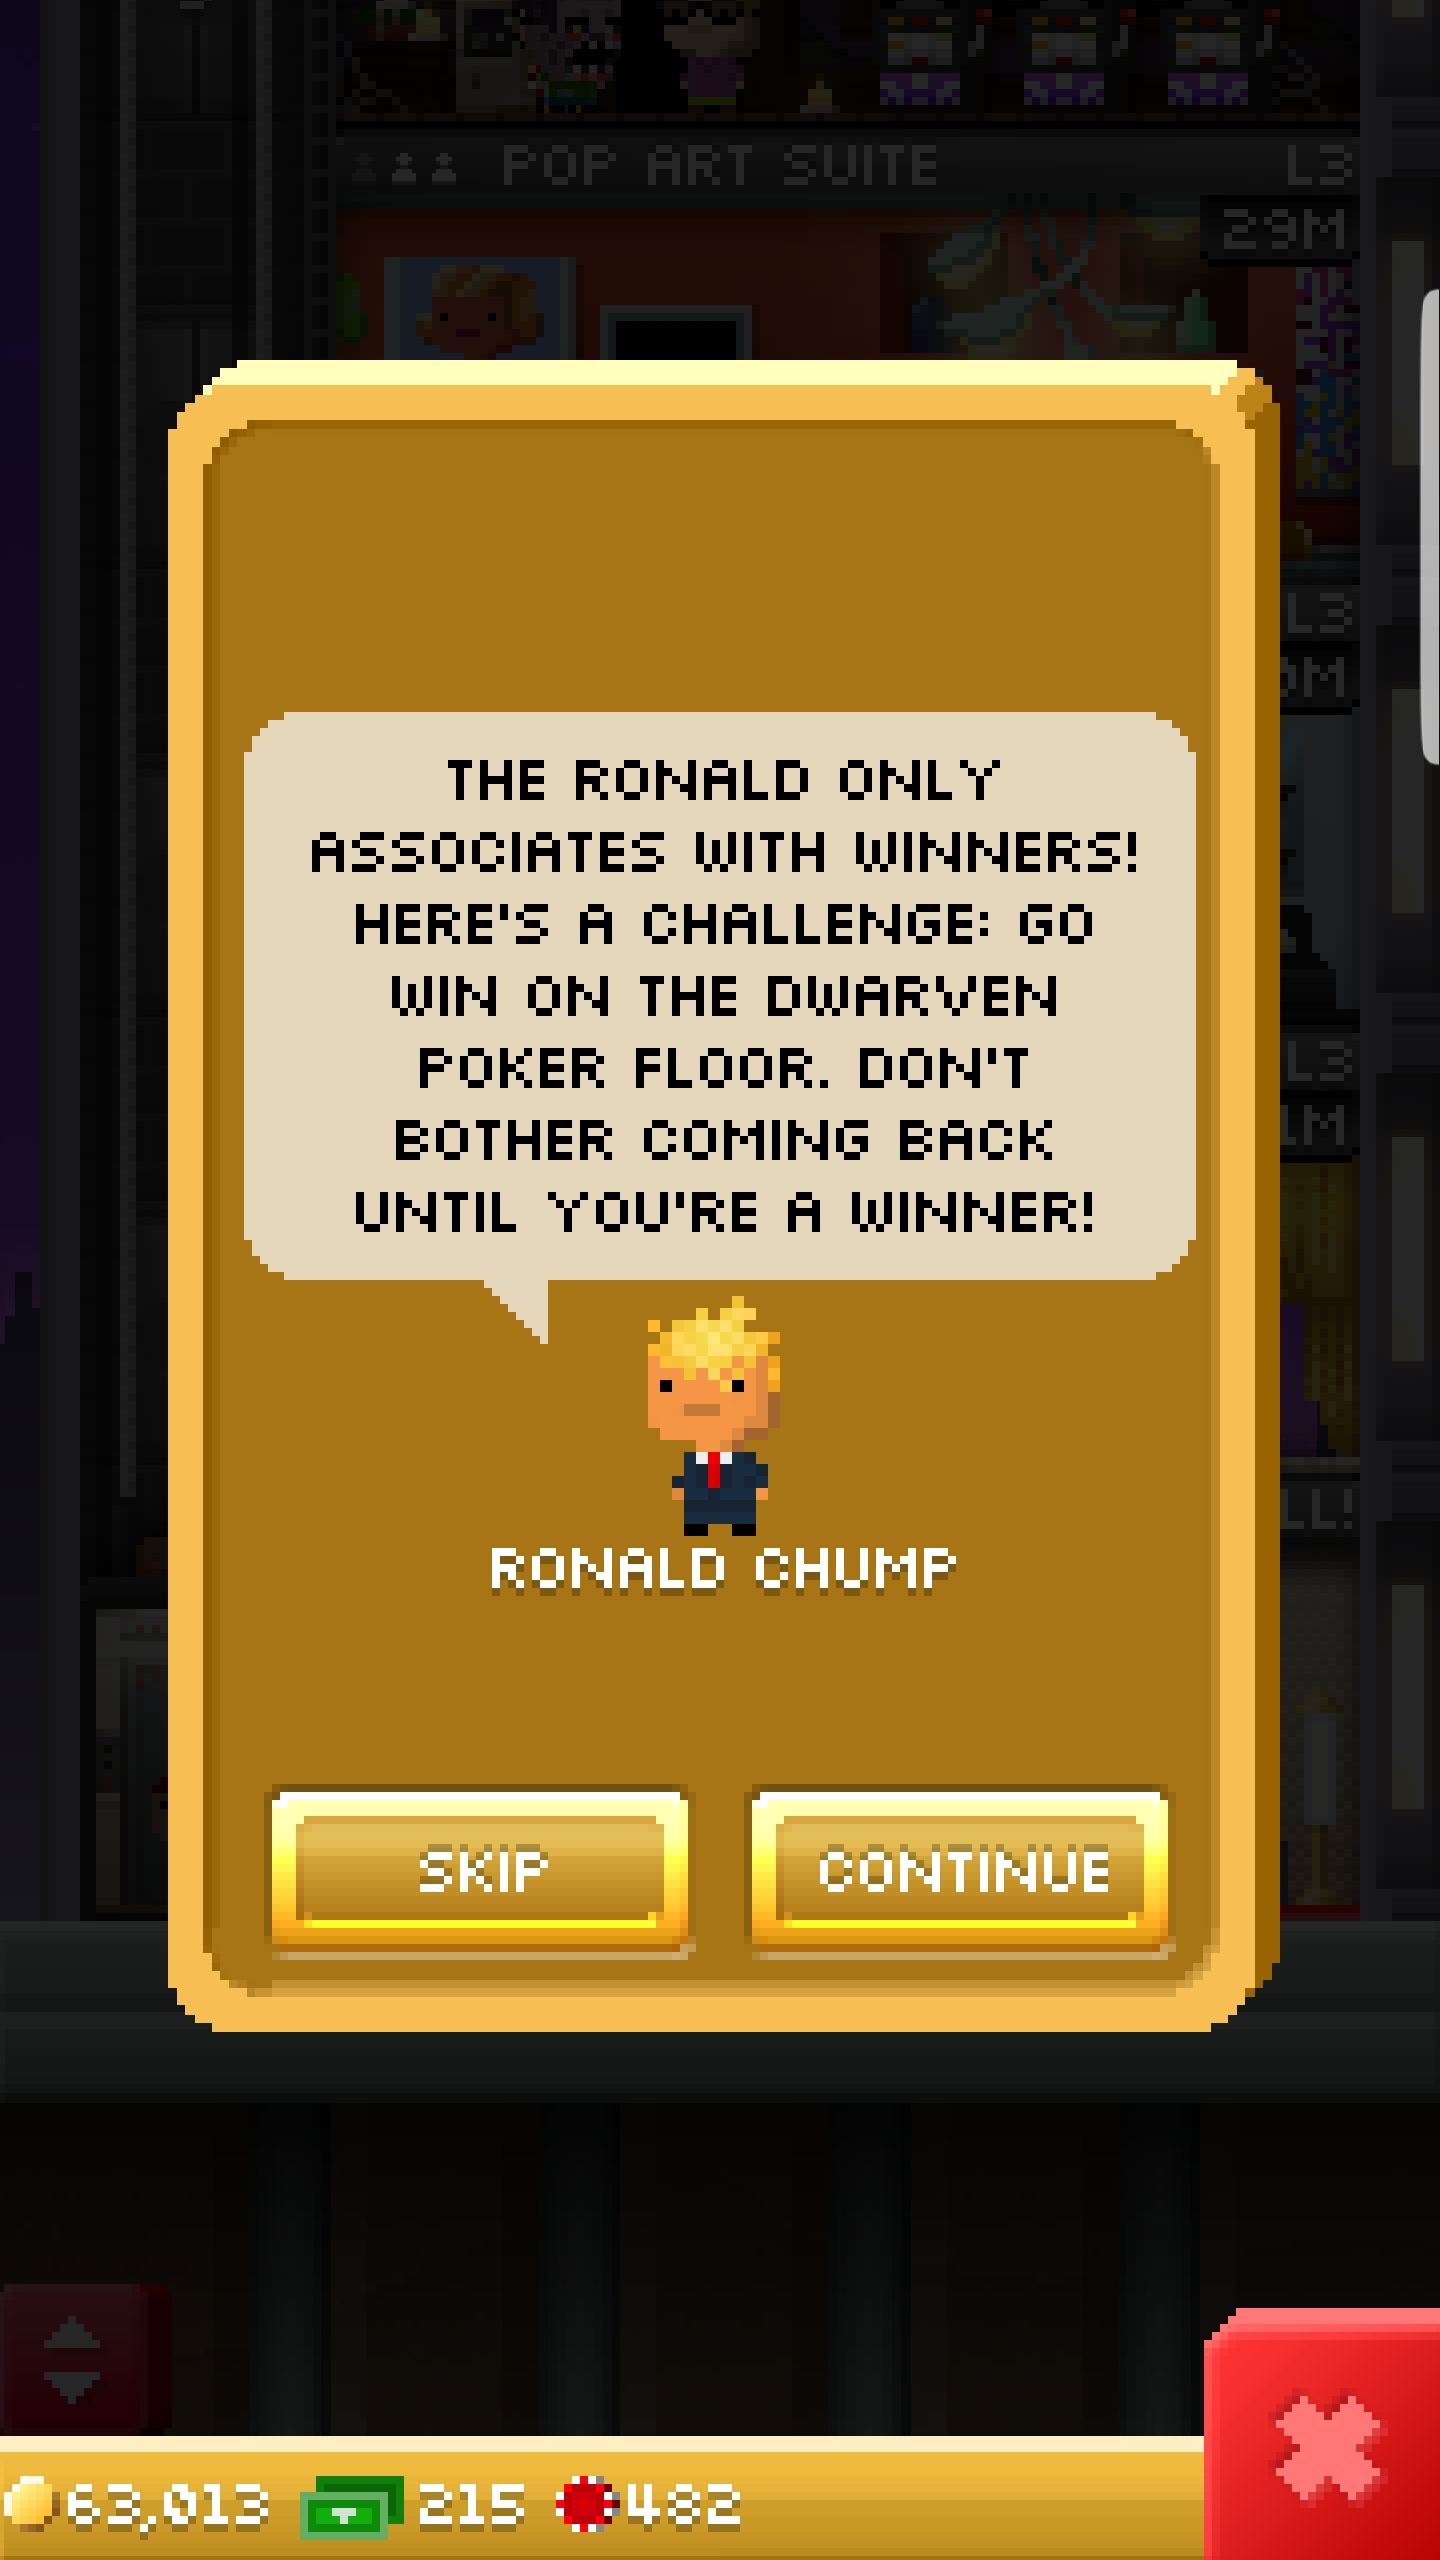 POP ART SUITE L3
29M
L3
0M
THE RONALD ONLY
ASSOCIATES WITH WINNERS!
HERE'S A CHALLENGE: GO
WIN ON THE DWARVEN
POKER FLOOR. DON'T
BOTHER COMING BACK
UNTIL YOU'RE A WINNER!
L3
1M
LL!
RONALD CHUMP
SKIP CONTINUE
63,013 215 482